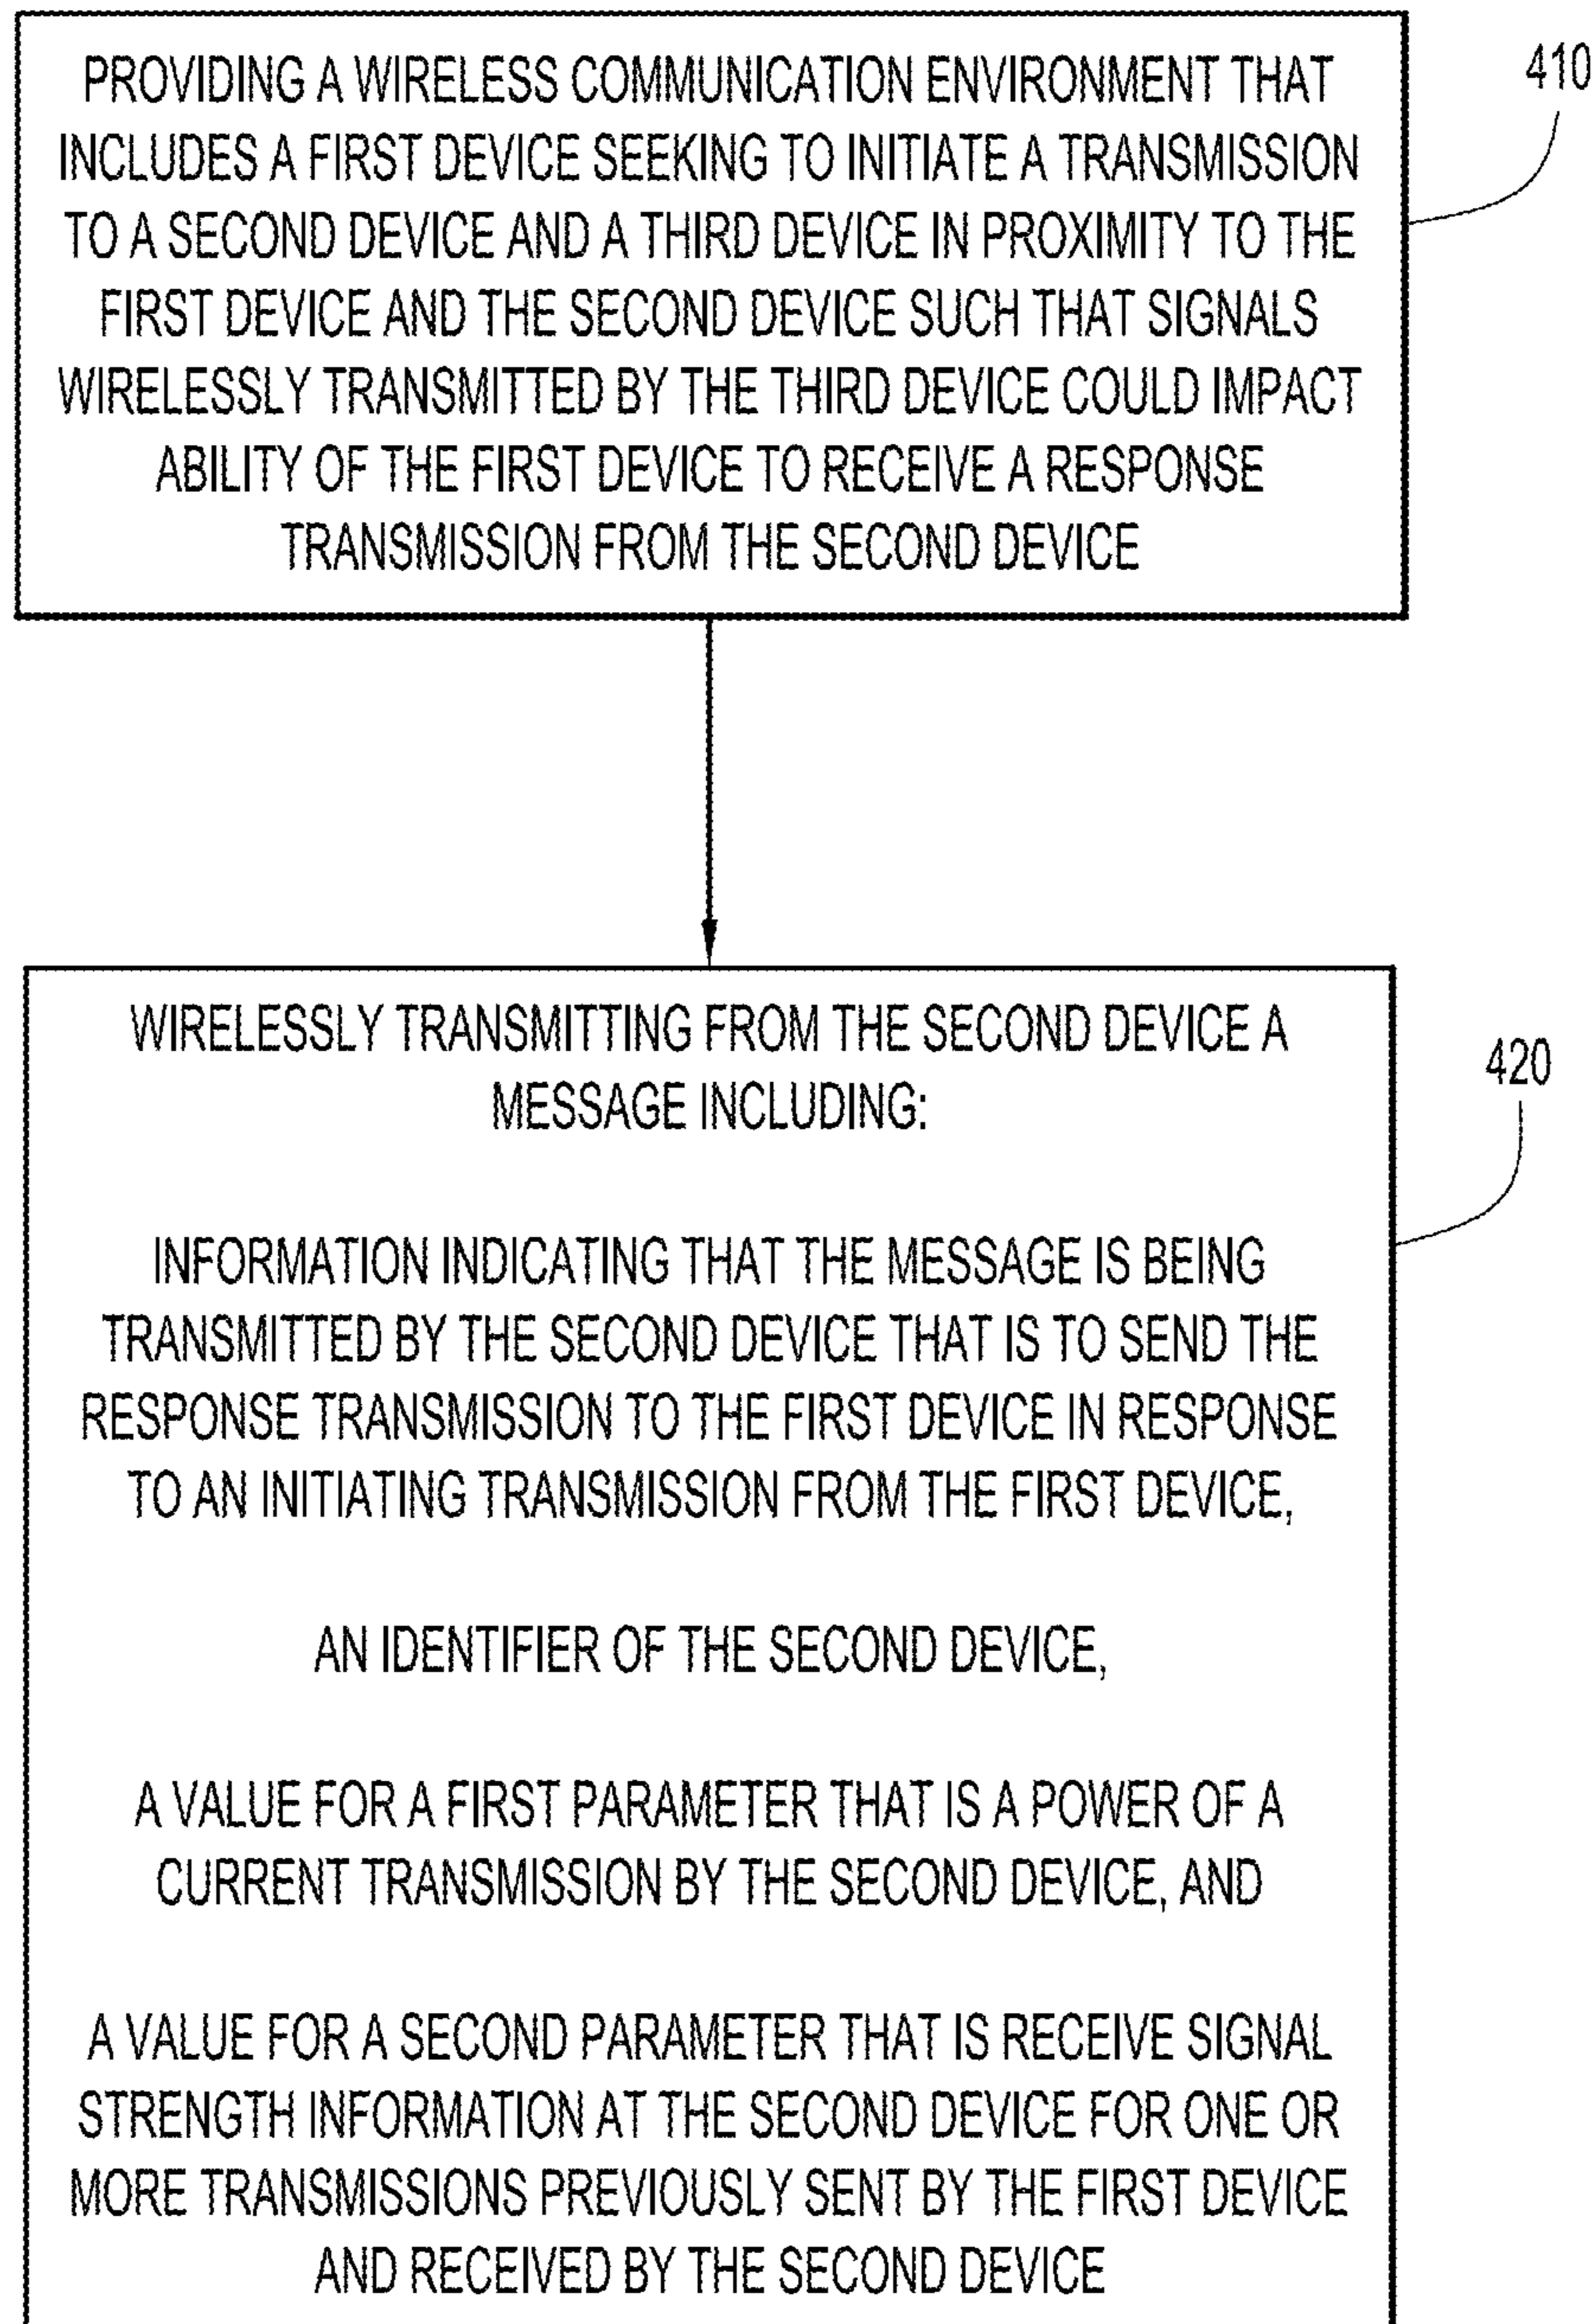 PROVIDING A WIRELESS COMMUNICATION ENVIRONMENT THAT
INCLUDES A FIRST DEVICE SEEKING TO INITIATE A TRANSMISSION
TO A SECOND DEVICE AND A THIRD DEVICE IN PROXIMITY TO THE
FIRST DEVICE AND THE SECOND DEVICE SUCH THAT SIGNALS
WIRELESSLY TRANSMITTED BY THE THIRD DEVICE COULD IMPACT
ABILITY OF THE FIRST DEVICE TO RECEIVE A RESPONSE
TRANSMISSION FROM THE SECOND DEVICE
410
WIRELESSLY TRANSMITTING FROM THE SECOND DEVICE A
MESSAGE INCLUDING:
INFORMATION INDICATING THAT THE MESSAGE IS BEING
TRANSMITTED BY THE SECOND DEVICE THAT IS TO SEND THE
RESPONSE TRANSMISSION TO THE FIRST DEVICE IN RESPONSE
TO AN INITIATING TRANSMISSION FROM THE FIRST DEVICE,
AN IDENTIFIER OF THE SECOND DEVICE,
A VALUE FOR A FIRST PARAMETER THAT IS A POWER OF A
CURRENT TRANSMISSION BY THE SECOND DEVICE, AND
A VALUE FOR A SECOND PARAMETER THAT IS RECEIVE SIGNAL
STRENGTH INFORMATION AT THE SECOND DEVICE FOR ONE OR
MORE TRANSMISSIONS PREVIOUSLY SENT BY THE FIRST DEVICE
AND RECEIVED BY THE SECOND DEVICE
420